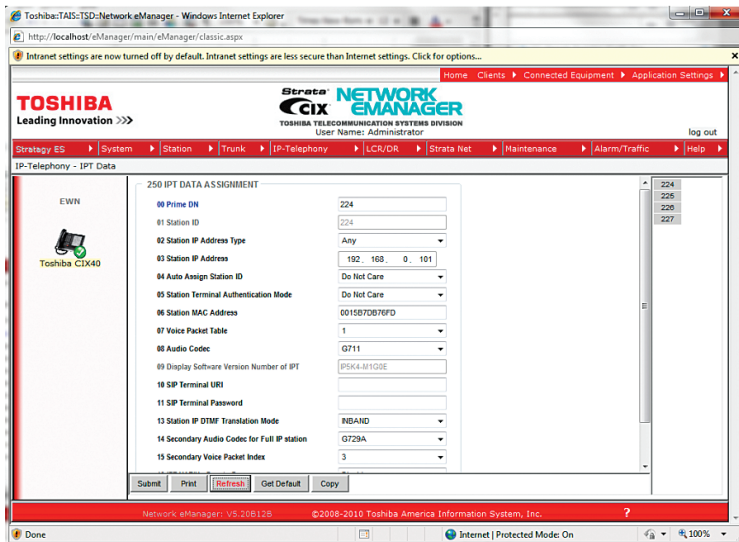 Toshiba::TAIS::TSD::Network eManager - Windows Internet Explorer
http://localhost/eManager/main/eManager/classic.aspx
Intranet settings are now turned off by default. Intranet settings are less secure than Internet settings. Click for options...
Home Clients Connected Equipment Application Settings
TOSHIBA
Leading Innovation >>>
Strata CIX NETWORK EMANAGER
TOSHIBA TELECOMMUNICATION SYSTEMS DIVISION
User Name: Administrator
log out
Stratagy ES System Station Trunk IP-Telephony LCR/DR Strata Net Maintenance Alarm/Traffic Help
IP-Telephony - IPT Data
EWN
Toshiba CIX40
250 IPT DATA ASSIGNMENT
00 Prime DN 224
01 Station ID 224
02 Station IP Address Type Any
03 Station IP Address 192 . 168 . 0 . 101
04 Auto Assign Station ID Do Not Care
05 Station Terminal Authentication Mode Do Not Care
06 Station MAC Address 0015B7DB76FD
07 Voice Packet Table 1
08 Audio Codec G711
09 Display Software Version Number of IPT IP5K4-M1G0E
10 SIP Terminal URI
11 SIP Terminal Password
13 Station IP DTMF Translation Mode INBAND
14 Secondary Audio Codec for Full IP station G729A
15 Secondary Voice Packet Index 3
224
225
226
227
Submit Print Refresh Get Default Copy
Network eManager: V5.20B12B ©2008-2010 Toshiba America Information System, Inc. ?
Done Internet | Protected Mode: On 100%